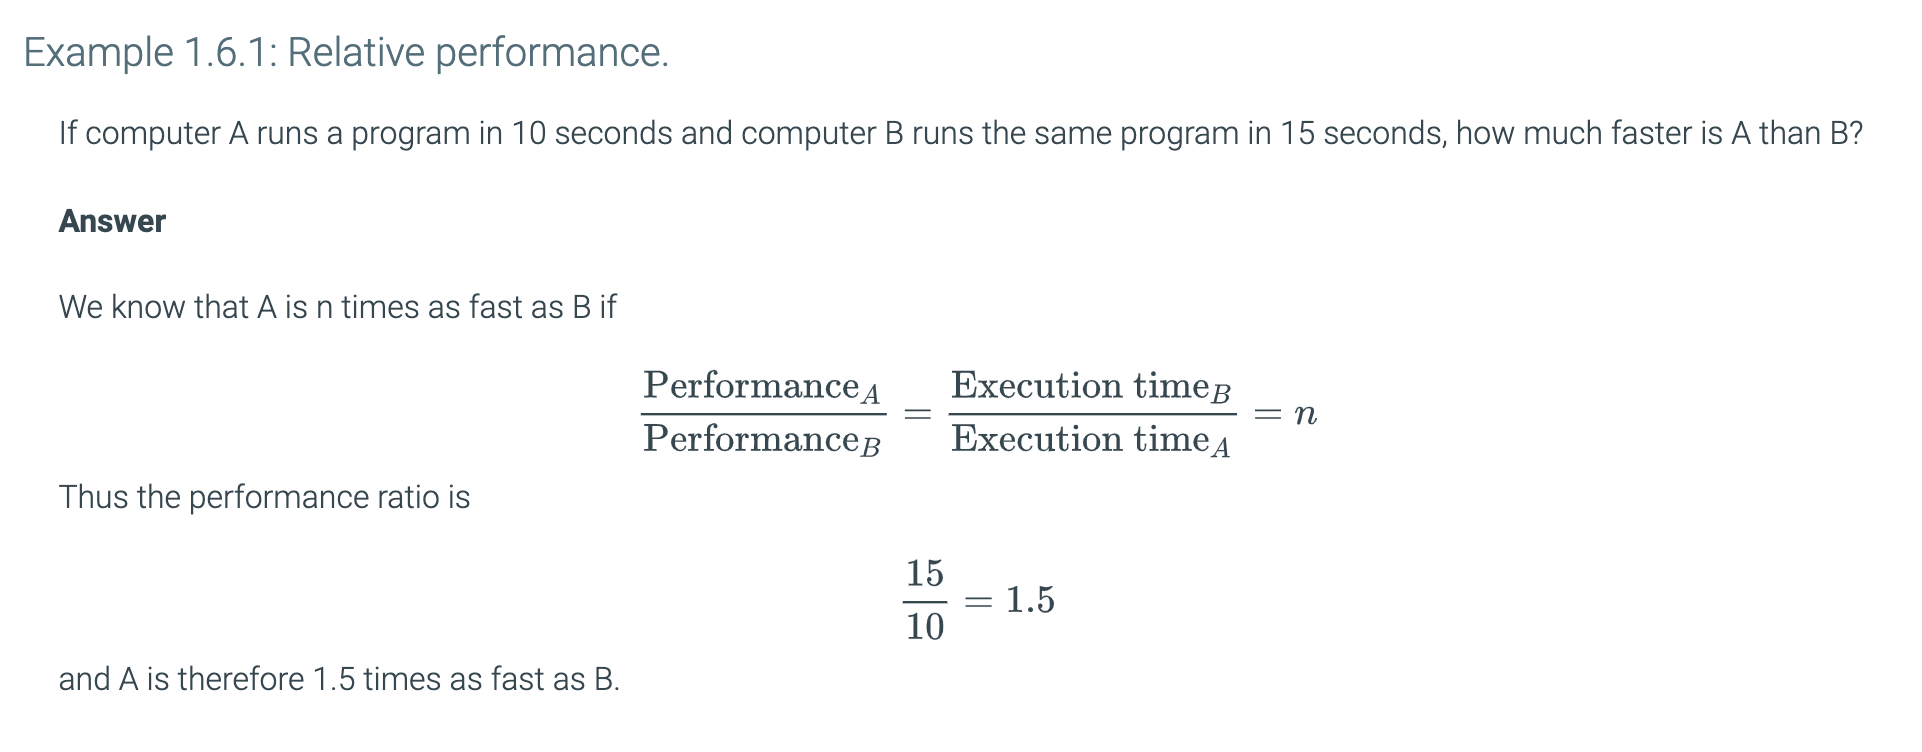 Example 1.6.1: Relative performance.
If computer A runs a program in 10 seconds and computer B runs the same program in 15 seconds, how much faster is A than B?
Answer
We know that A is n times as fast as B if
\frac{\text{Performance}_A}{\text{Performance}_B} = \frac{\text{Execution time}_B}{\text{Execution time}_A} = n
Thus the performance ratio is
\frac{15}{10} = 1.5
and A is therefore 1.5 times as fast as B.